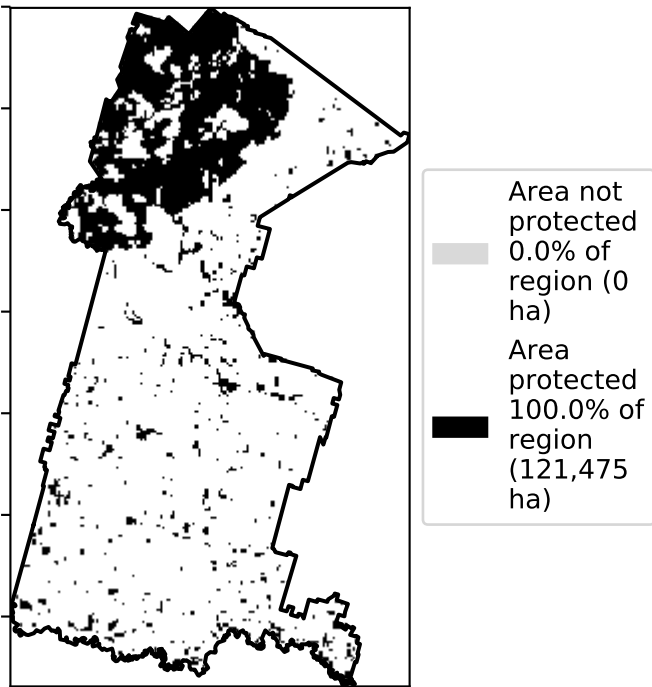 Area not
protected
0.0% of
region (0
ha)
Area
protected
100.0% of
region
(121,475
ha)